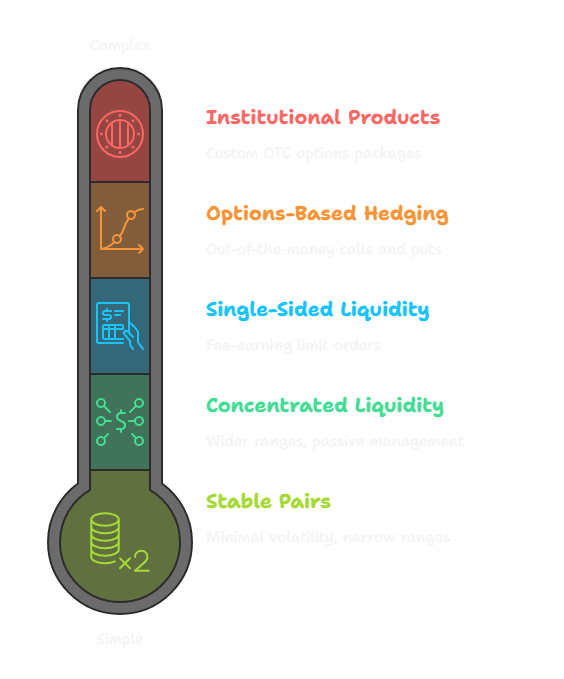 Complex
Institutional Products
Custom OTC options packages
Options-Based Hedging
Out-of-the-money calls and puts
Single-Sided Liquidity
Fee-earning limit orders
Concentrated Liquidity
Wider ranges, passive management
Stable Pairs
Minimal volatility, narrow ranges
×2
Simple